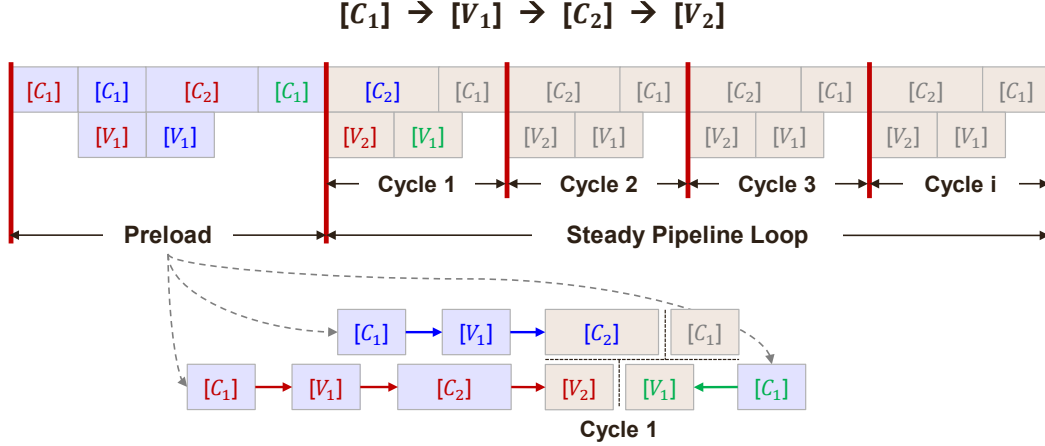 [C₁] → [V₁] → [C₂] → [V₂]
[C₁] [C₁] [C₂] [C₁] [C₂] [C₁] [C₂] [C₁] [C₂] [C₁] [C₂] [C₁]
[V₁] [V₁] [V₂] [V₁] [V₂] [V₁] [V₂] [V₁] [V₂] [V₁]
Cycle 1 Cycle 2 Cycle 3 Cycle i
Preload Steady Pipeline Loop
[C₁] [V₁] [C₂] [C₁]
[C₁] [V₁] [C₂] [V₂] [V₁] [C₁]
Cycle 1